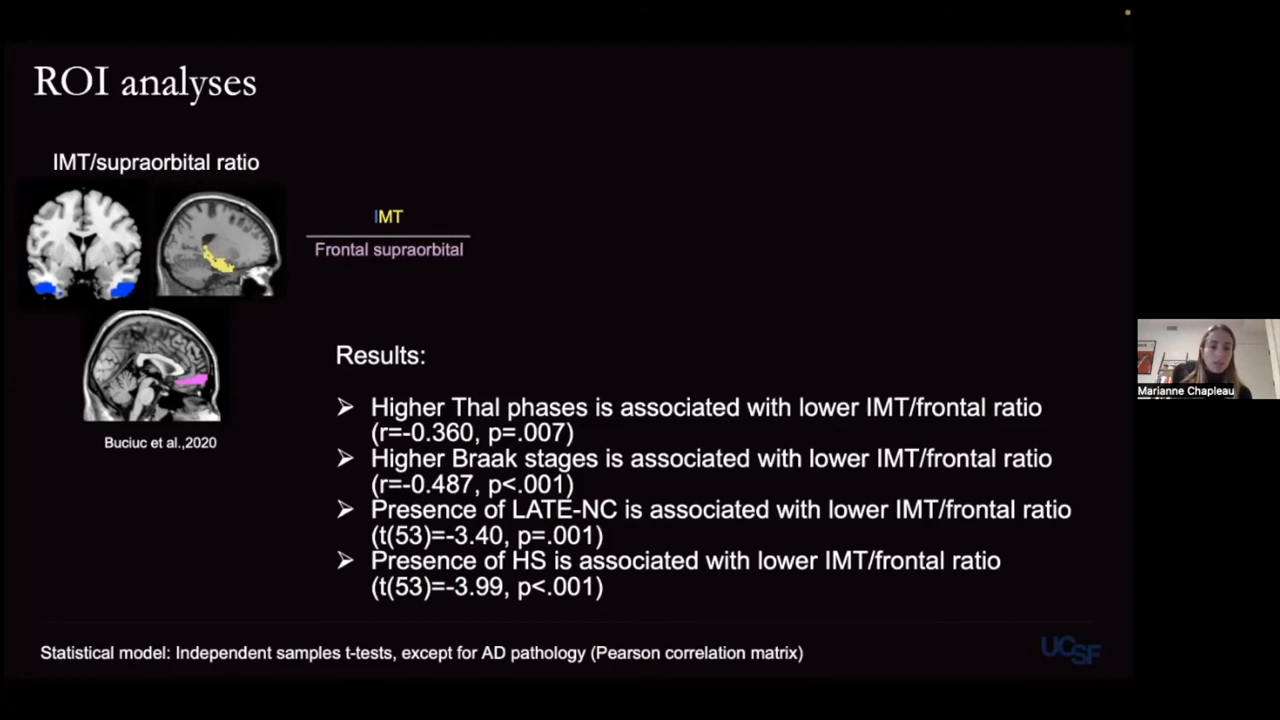 ROI analyses
IMT/supraorbital ratio
IMT
Frontal supraorbital
Buciuc et al.,2020
Results:
➢ Higher Thal phases is associated with lower IMT/frontal ratio
(r=-0.360, p=.007)
➢ Higher Braak stages is associated with lower IMT/frontal ratio
(r=-0.487, p<.001)
➢ Presence of LATE-NC is associated with lower IMT/frontal ratio
(t(53)=-3.40, p=.001)
➢ Presence of HS is associated with lower IMT/frontal ratio
(t(53)=-3.99, p<.001)
Statistical model: Independent samples t-tests, except for AD pathology (Pearson correlation matrix)
UCSF
Marianne Chapleau